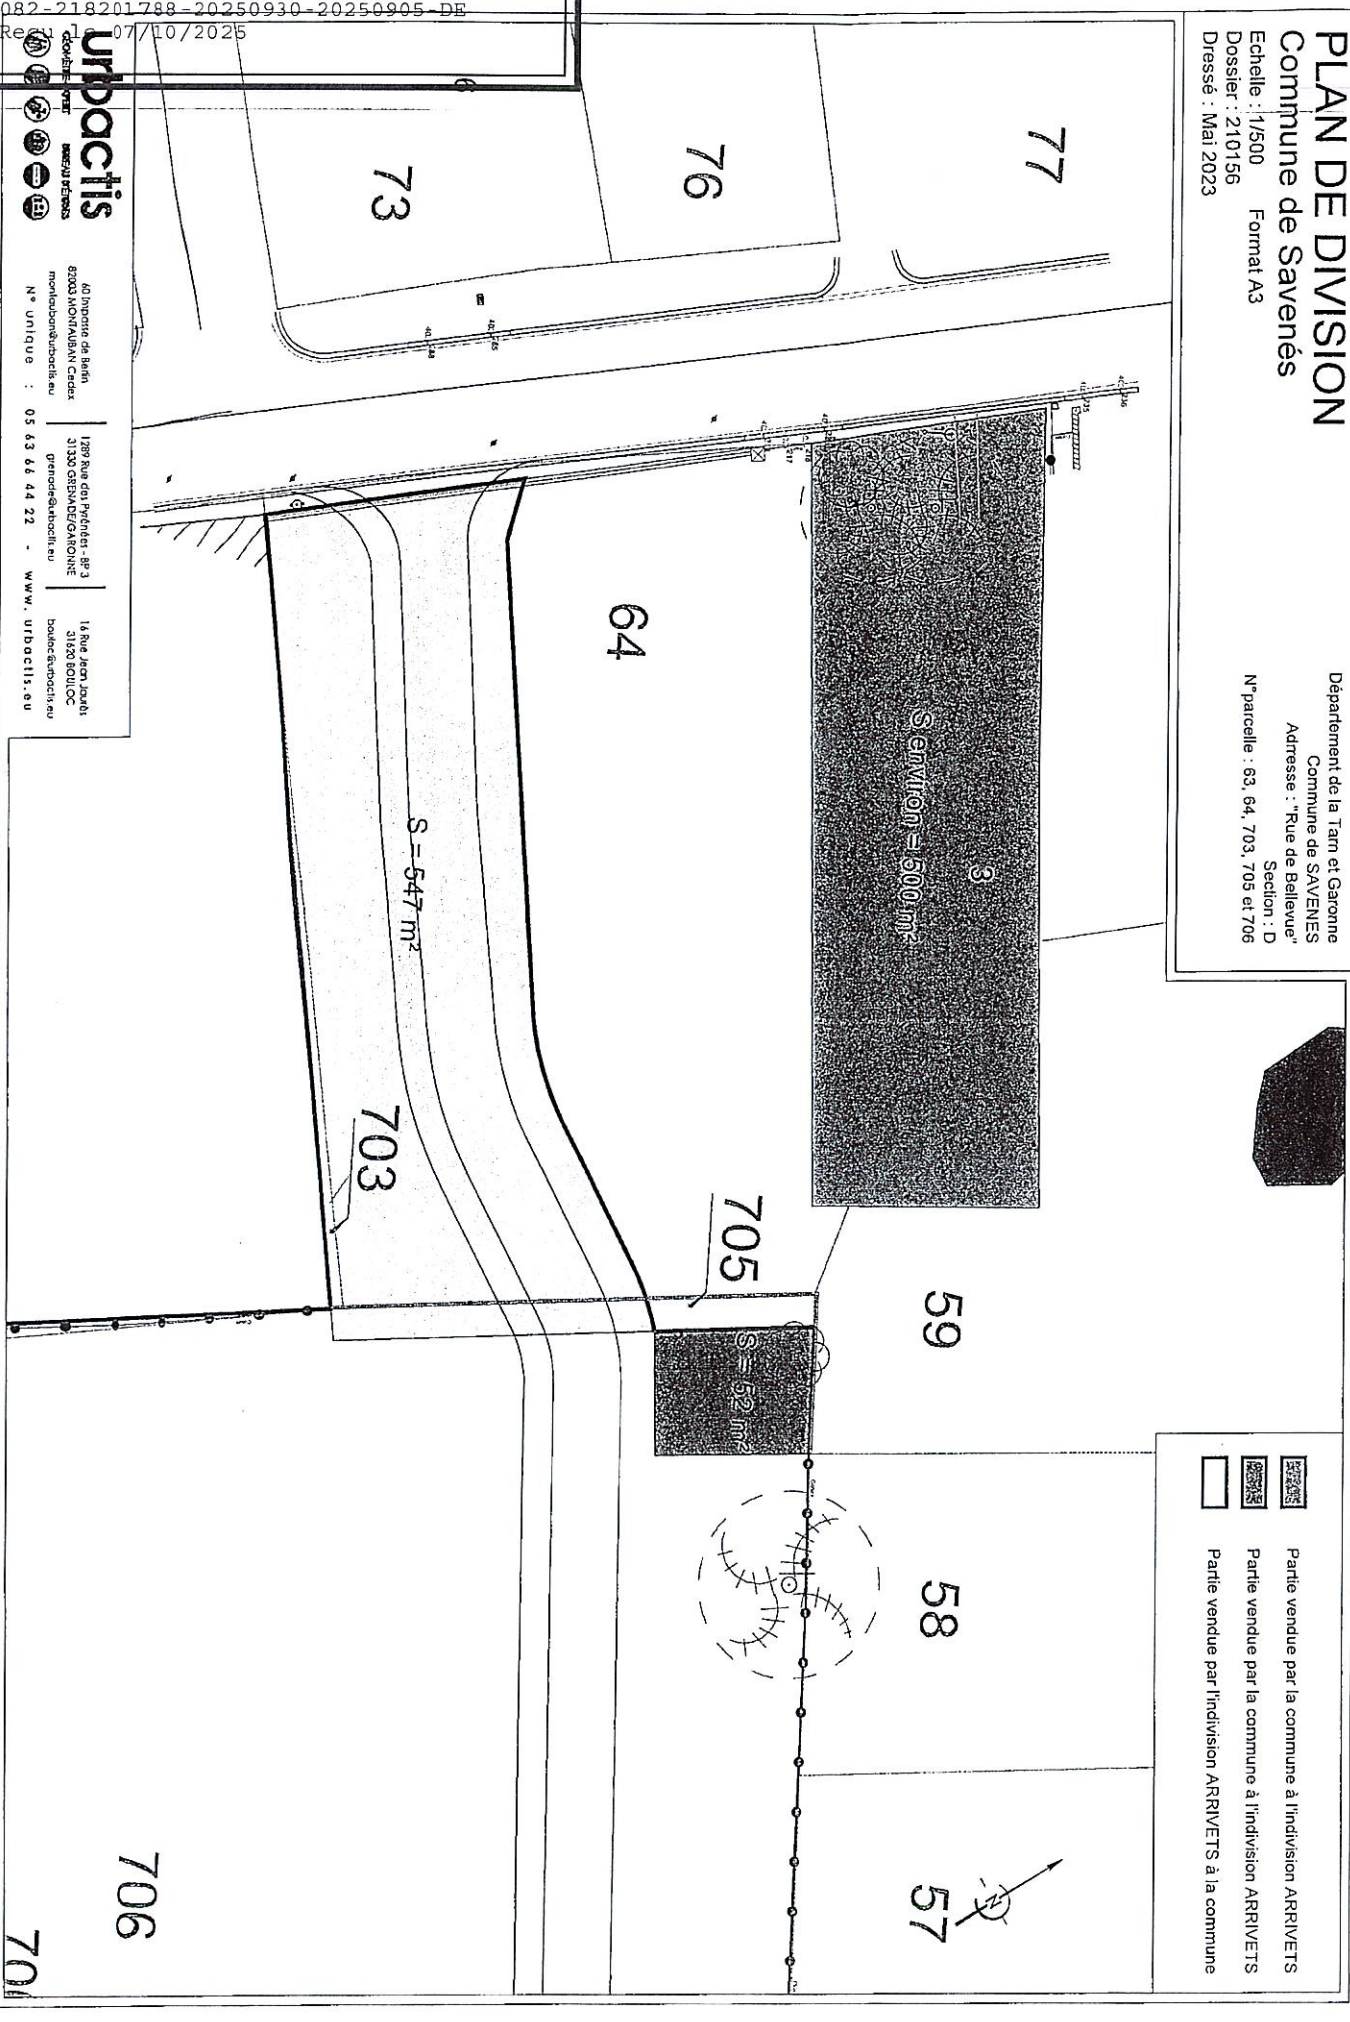 082-218201788-20250930-20250905-DE
Reçu le 07/10/2025
PLAN DE DIVISION
Commune de Savenés
Echelle : 1/500 Format A3
Dossier : 210156
Dressé : Mai 2023
Département de la Tarn et Garonne
Commune de SAVENES
Adrresse : "Rue de Bellevue"
Section : D
N°parcelle : 63, 64, 703, 705 et 706
Partie vendue par la commune à l'indivision ARRIVETS
Partie vendue par la commune à l'indivision ARRIVETS
Partie vendue par l'indivision ARRIVETS à la commune
77
76
73
64
3
S environ = 500 m²
S = 547 m²
703
705
S = 52 m²
59
58
57
N
706
urbactis
GÉOMÈTRE-EXPERT BUREAU D'ÉTUDES
60 Impasse de Berlin
82003 MONTAUBAN Cedex
montauban@urbactis.eu
1289 Rue des Pyrénées - BP 3
31330 GRENADE/GARONNE
grenade@urbactis.eu
16 Rue Jean Jaurès
31620 BOULOC
bouloc@urbactis.eu
N° unique : 05 63 66 44 22 - www.urbactis.eu